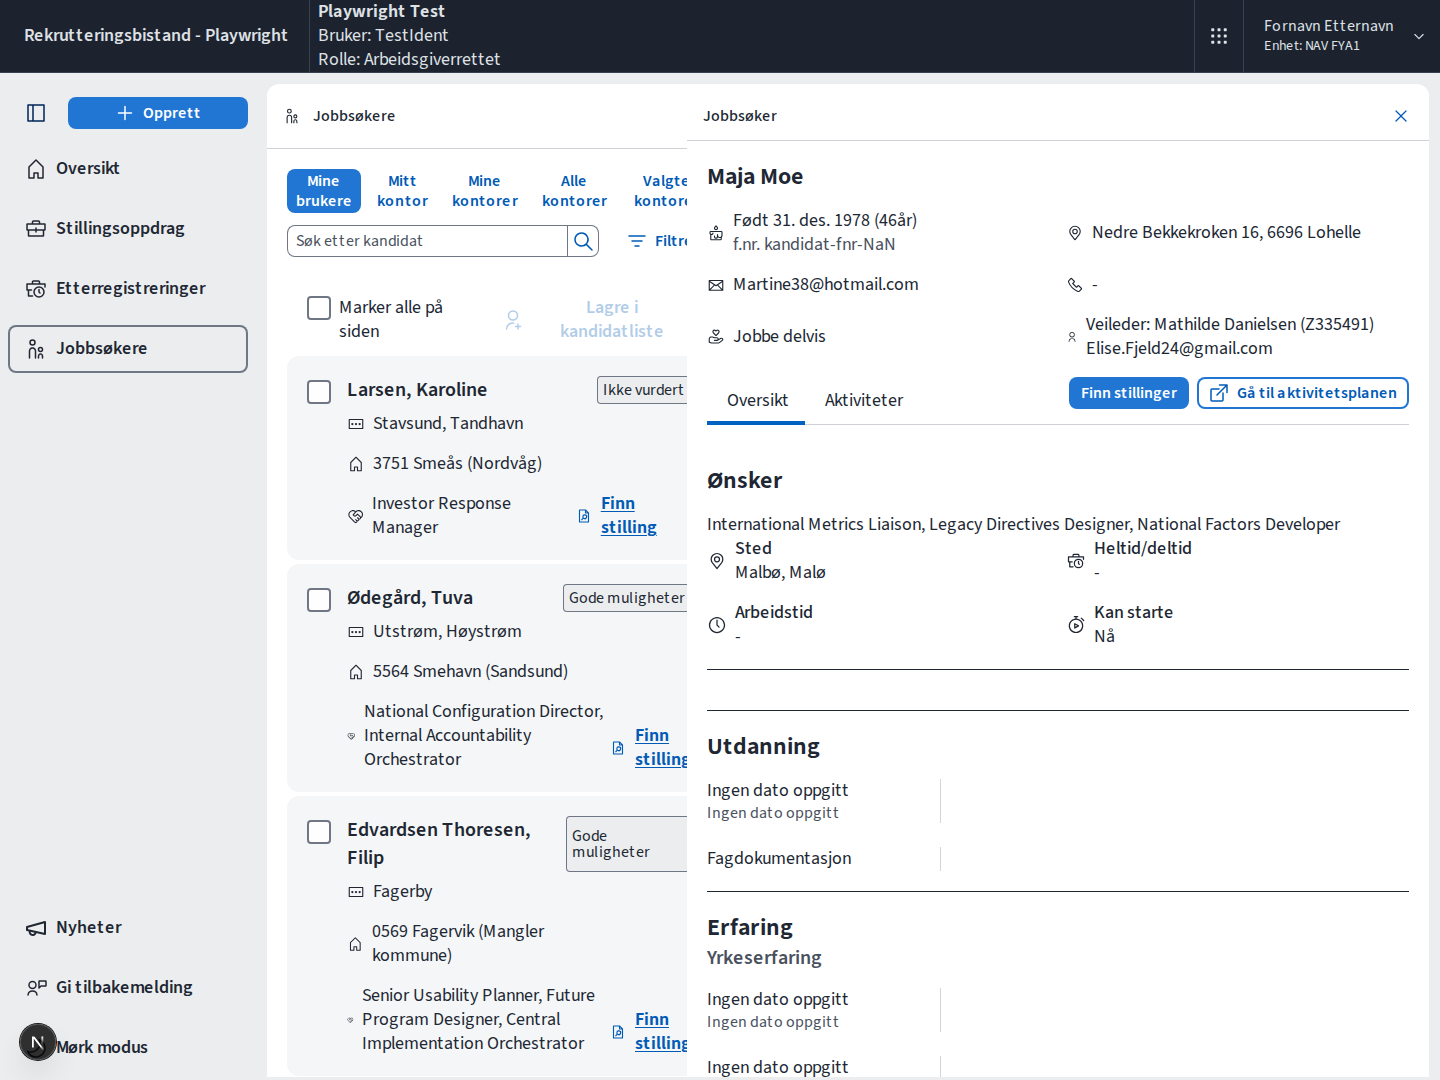 Rekrutteringsbistand - Playwright
Playwright Test
Bruker: TestIdent
Rolle: Arbeidsgiverrettet
Fornavn Etternavn
Enhet: NAV FYA1
Opprett
Oversikt
Stillingsoppdrag
Etterregistreringer
Jobbsøkere
Nyheter
Gi tilbakemelding
N
Mørk modus
Jobbsøkere
Mine
brukere
Mitt
kontor
Mine
kontorer
Alle
kontorer
Valgte
kontore
Søk etter kandidat
Filtre
Marker alle på
siden
Lagre i
kandidatliste
Larsen, Karoline
Ikke vurdert
Stavsund, Tandhavn
3751 Smeås (Nordvåg)
Investor Response
Manager
Finn
stilling
Ødegård, Tuva
Gode muligheter
Utstrøm, Høystrøm
5564 Smehavn (Sandsund)
National Configuration Director,
Internal Accountability
Orchestrator
Finn
stilling
Edvardsen Thoresen,
Filip
Gode
muligheter
Fagerby
0569 Fagervik (Mangler
kommune)
Senior Usability Planner, Future
Program Designer, Central
Implementation Orchestrator
Finn
stilling
Jobbsøker
Maja Moe
Født 31. des. 1978 (46år)
f.nr. kandidat-fnr-NaN
Nedre Bekkekroken 16, 6696 Lohelle
Martine38@hotmail.com
-
Jobbe delvis
Veileder: Mathilde Danielsen (Z335491)
Elise.Fjeld24@gmail.com
Oversikt
Aktiviteter
Finn stillinger
Gå til aktivitetsplanen
Ønsker
International Metrics Liaison, Legacy Directives Designer, National Factors Developer
Sted
Malbø, Malø
Heltid/deltid
-
Arbeidstid
-
Kan starte
Nå
Utdanning
Ingen dato oppgitt
Ingen dato oppgitt
Fagdokumentasjon
Erfaring
Yrkeserfaring
Ingen dato oppgitt
Ingen dato oppgitt
Ingen dato oppgitt